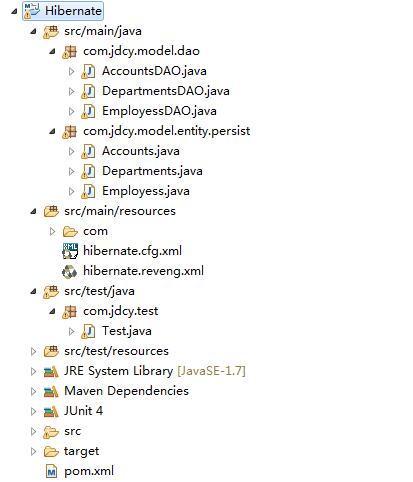 Hibernate
src/main/java
com.jdcy.model.dao
AccountsDAO.java
DepartmentsDAO.java
EmployessDAO.java
com.jdcy.model.entity.persist
Accounts.java
Departments.java
Employess.java
src/main/resources
com
hibernate.cfg.xml
hibernate.reveng.xml
src/test/java
com.jdcy.test
Test.java
src/test/resources
JRE System Library [JavaSE-1.7]
Maven Dependencies
JUnit 4
src
target
pom.xml